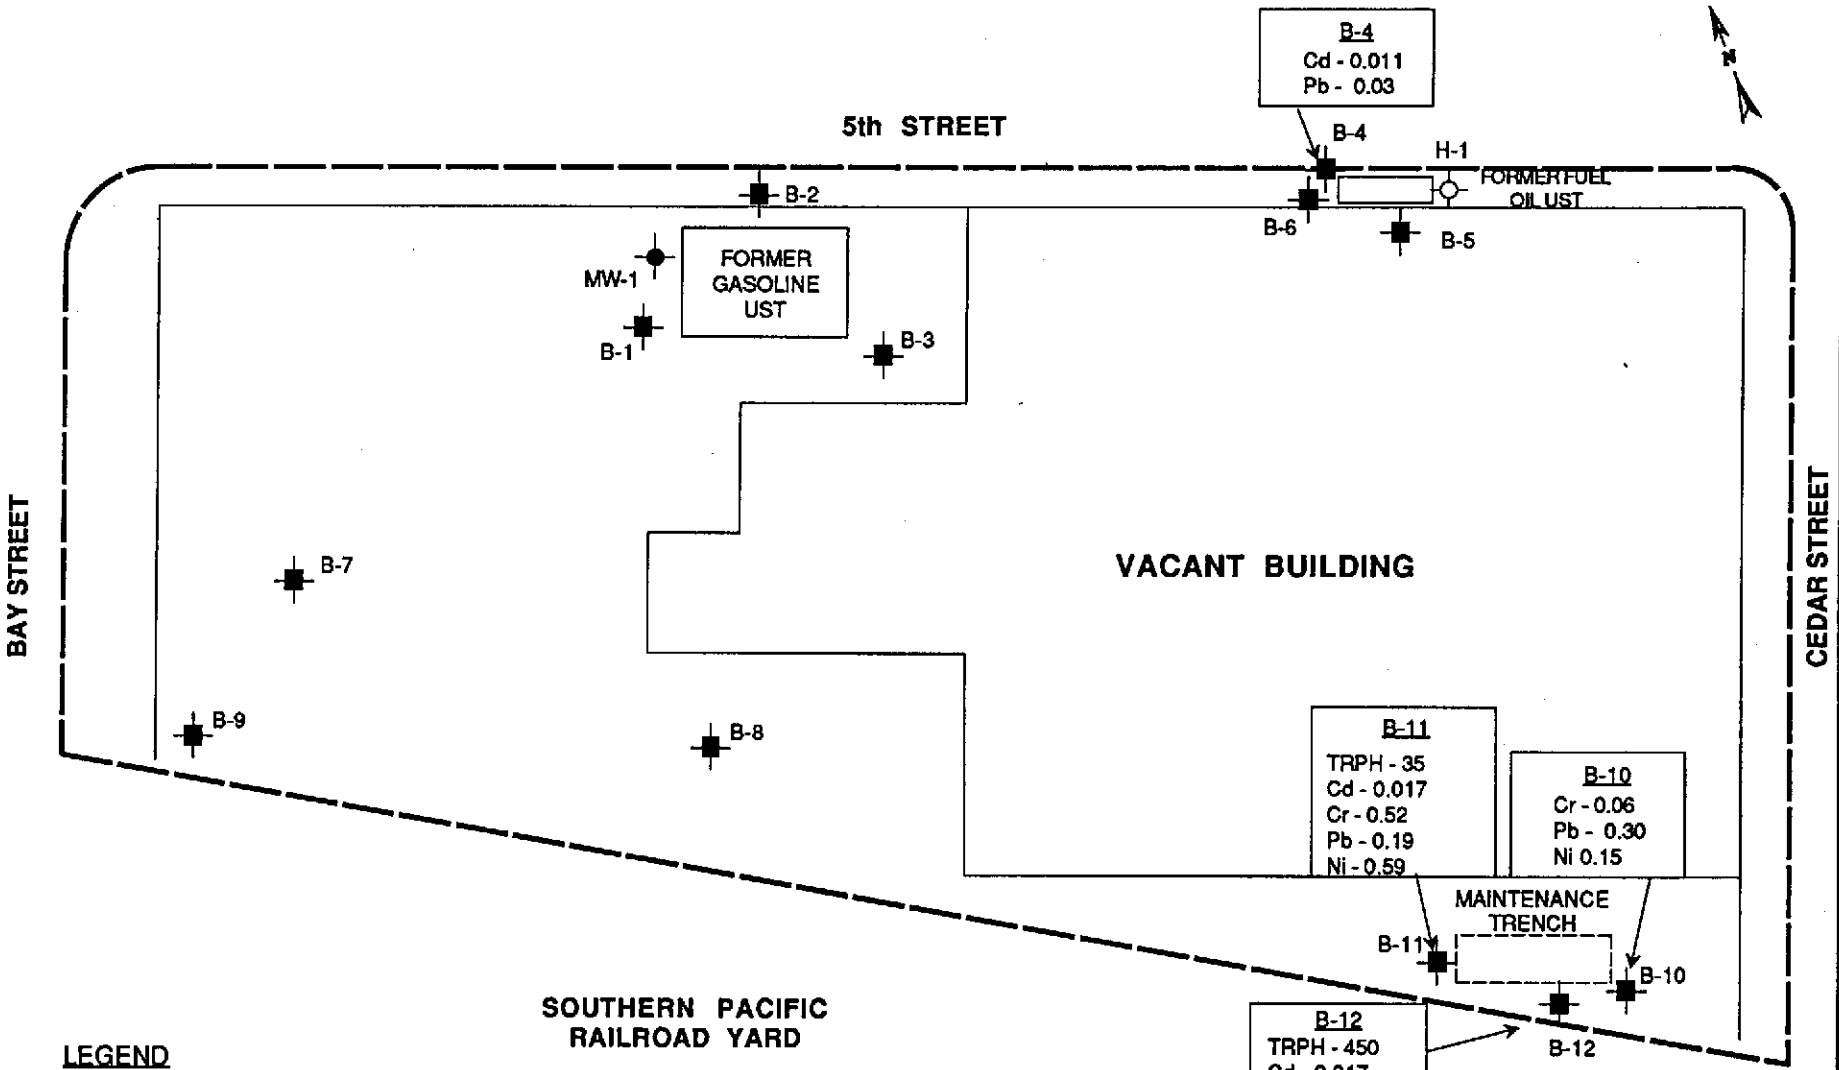 B-4
Cd - 0.011
Pb - 0.03
N
5th STREET
B-4
H-1
FORMER FUEL
OIL UST
B-2
B-6
B-5
MW-1
FORMER
GASOLINE
UST
B-1
B-3
BAY STREET
CEDAR STREET
VACANT BUILDING
B-7
B-9
B-8
B-11
TRPH - 35
Cd - 0.017
Cr - 0.52
Pb - 0.19
Ni - 0.59
B-10
Cr - 0.06
Pb - 0.30
Ni 0.15
MAINTENANCE
TRENCH
B-11
B-10
SOUTHERN PACIFIC
RAILROAD YARD
B-12
TRPH - 450
B-12
LEGEND